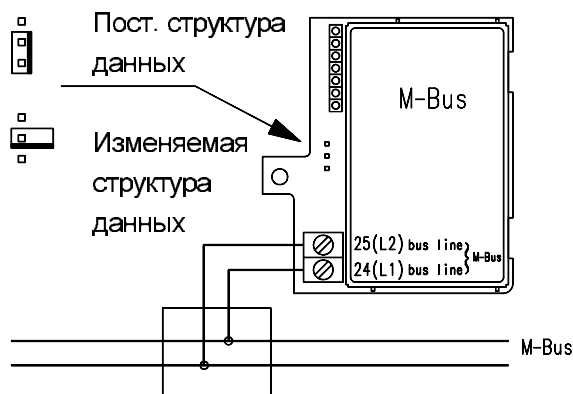 Пост. структура
данных
Изменяемая
структура
данных
M-Bus
25(L2) bus line
24(L1) bus line
M-Bus
M-Bus